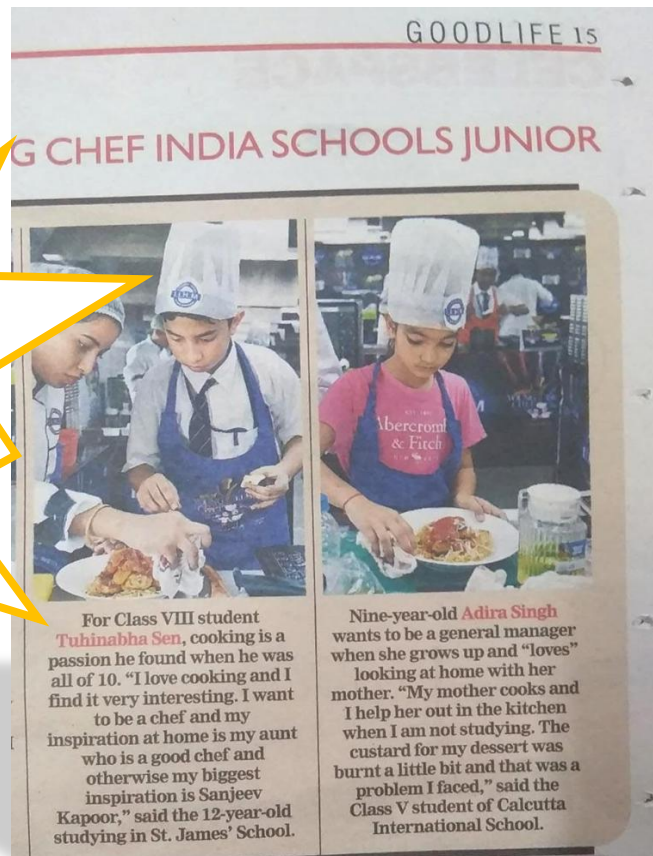 GOODLIFE 15
G CHEF INDIA SCHOOLS JUNIOR
IIHM
Abercrom
& Fitch
For Class VIII student
Tuhinabha Sen, cooking is a
passion he found when he was
all of 10. “I love cooking and I
find it very interesting. I want
to be a chef and my
inspiration at home is my aunt
who is a good chef and
otherwise my biggest
inspiration is Sanjeev
Kapoor,” said the 12-year-old
studying in St. James’ School.
Nine-year-old Adira Singh
wants to be a general manager
when she grows up and “loves”
looking at home with her
mother. “My mother cooks and
I help her out in the kitchen
when I am not studying. The
custard for my dessert was
burnt a little bit and that was a
problem I faced,” said the
Class V student of Calcutta
International School.